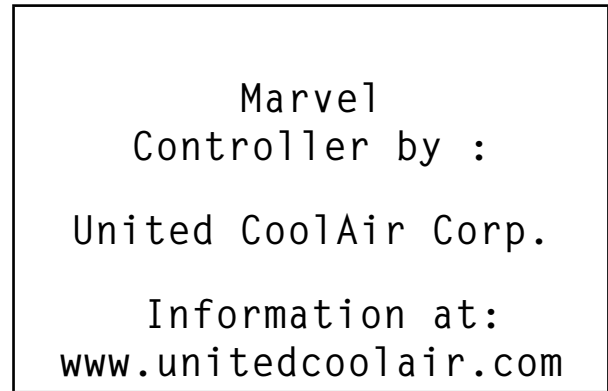 Marvel
Controller by :
United CoolAir Corp.
Information at:
www.unitedcoolair.com